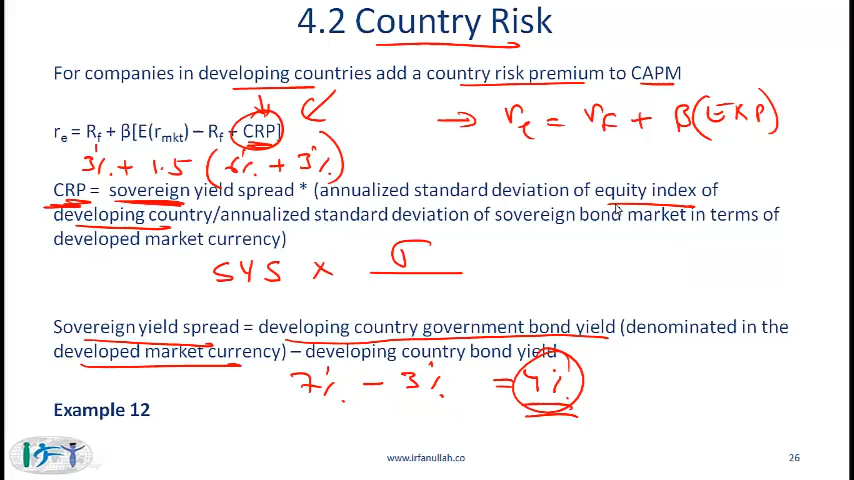 4.2 Country Risk
For companies in developing countries add a country risk premium to CAPM
→ re = rf + β(EXP)
re = Rf + β[E(rmkt) – Rf + CRP]
3% + 1.5 (6% + 3%)
CRP = sovereign yield spread * (annualized standard deviation of equity index of
developing country/annualized standard deviation of sovereign bond market in terms of
developed market currency)
SYS × σ
Sovereign yield spread = developing country government bond yield (denominated in the
developed market currency) – developing country bond yield
7% – 3% = 4%
Example 12
www.irfanullah.co
26